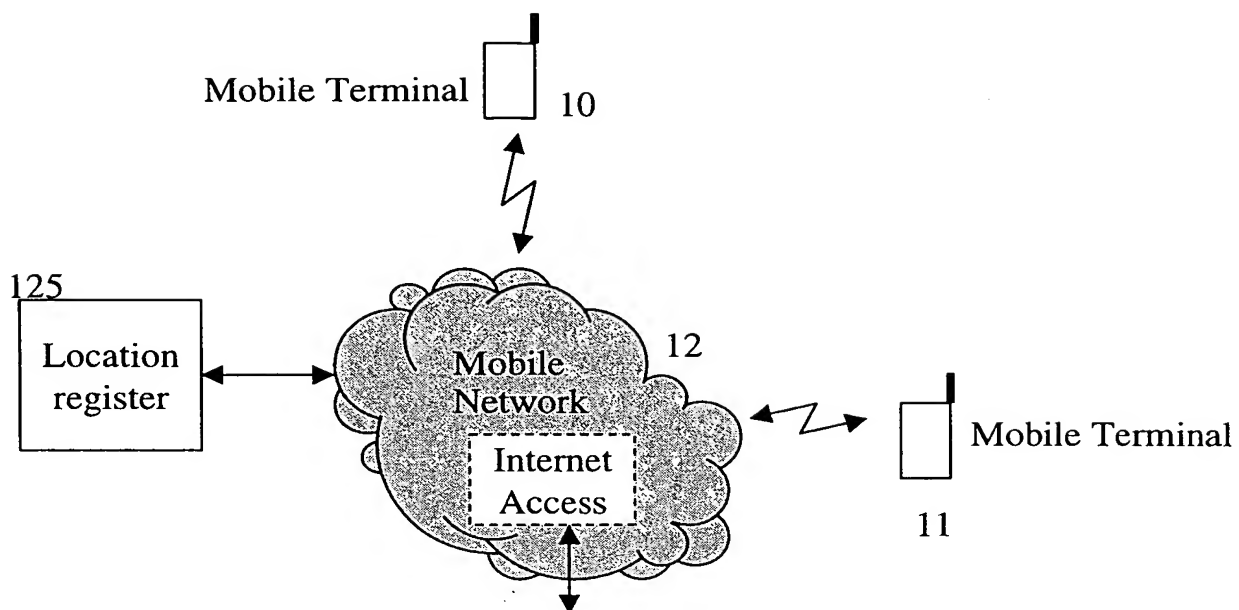 Mobile Terminal
10
125
Location
register
Mobile
Network
12
Internet
Access
Mobile Terminal
11